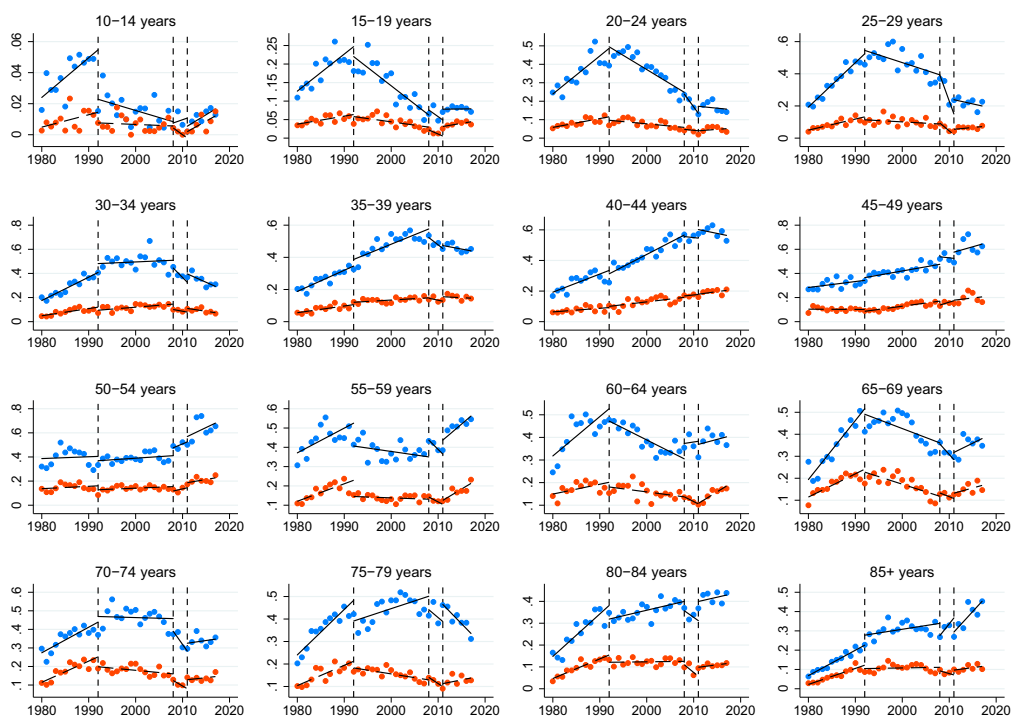 10−14 years
15−19 years
20−24 years
25−29 years
0 .02 .04 .06
0 .05 .1 .15 .2 .25
0 .1 .2 .3 .4 .5
0 .2 .4 .6
1980 1990 2000 2010 2020
1980 1990 2000 2010 2020
1980 1990 2000 2010 2020
1980 1990 2000 2010 2020
30−34 years
35−39 years
40−44 years
45−49 years
0 .2 .4 .6 .8
0 .2 .4 .6 .8
0 .2 .4 .6
0 .2 .4 .6 .8
1980 1990 2000 2010 2020
1980 1990 2000 2010 2020
1980 1990 2000 2010 2020
1980 1990 2000 2010 2020
50−54 years
55−59 years
60−64 years
65−69 years
0 .2 .4 .6 .8
.1 .2 .3 .4 .5 .6
.1 .2 .3 .4 .5
.1 .2 .3 .4 .5
1980 1990 2000 2010 2020
1980 1990 2000 2010 2020
1980 1990 2000 2010 2020
1980 1990 2000 2010 2020
70−74 years
75−79 years
80−84 years
85+ years
.1 .2 .3 .4 .5 .6
.1 .2 .3 .4 .5
0 .1 .2 .3 .4
0 .1 .2 .3 .4 .5
1980 1990 2000 2010 2020
1980 1990 2000 2010 2020
1980 1990 2000 2010 2020
1980 1990 2000 2010 2020